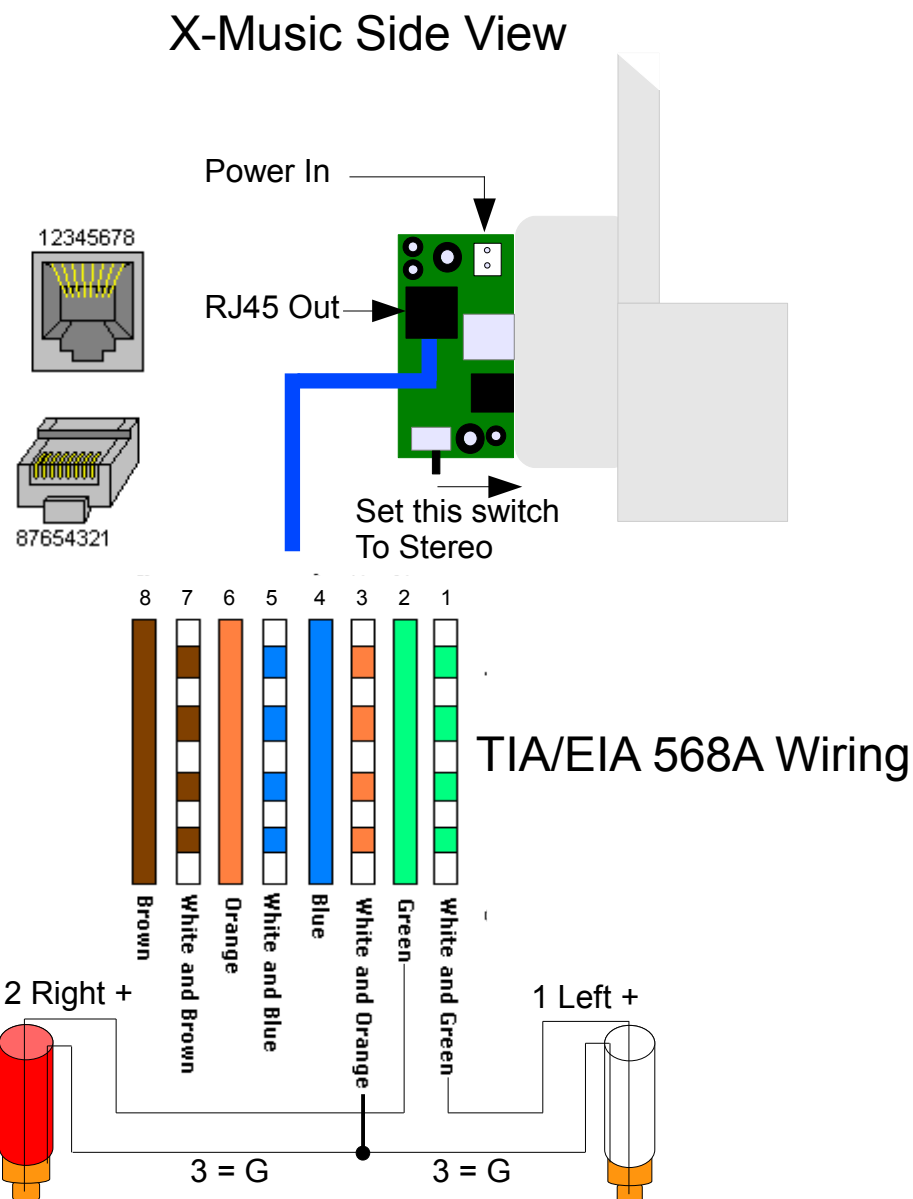 X-Music Side View
Power In
12345678
RJ45 Out
Set this switch
To Stereo
87654321
8 7 6 5 4 3 2 1
TIA/EIA 568A Wiring
Brown
White and Brown
Orange
White and Blue
Blue
White and Orange
Green
White and Green
2 Right +
1 Left +
3 = G
3 = G